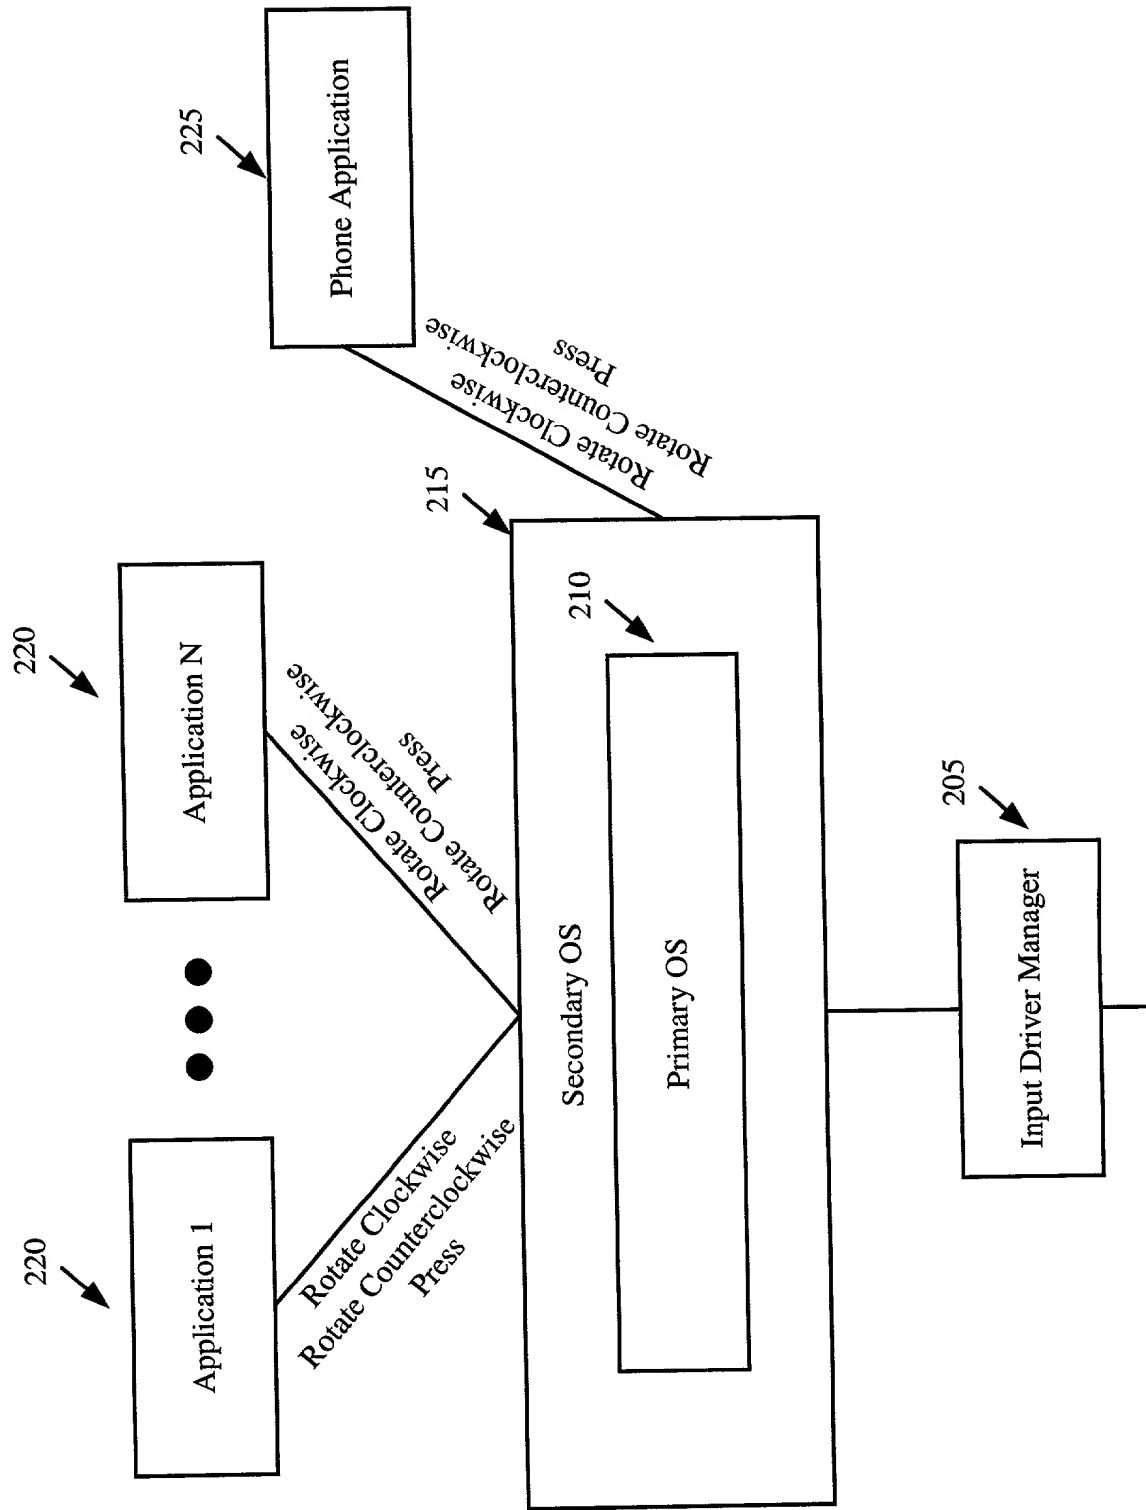 220
Application 1
220
Application N
225
Phone Application
Rotate Clockwise
Rotate Counterclockwise
Press
Rotate Clockwise
Rotate Counterclockwise
Press
Rotate Clockwise
Rotate Counterclockwise
Press
215
Secondary OS
210
Primary OS
205
Input Driver Manager